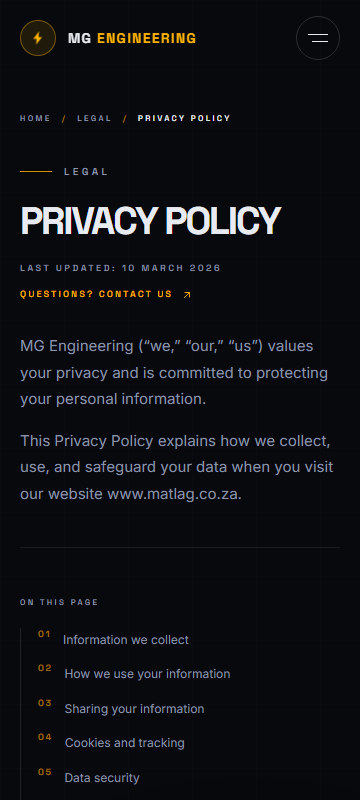 MG ENGINEERING
HOME / LEGAL / PRIVACY POLICY
LEGAL
PRIVACY POLICY
LAST UPDATED: 10 MARCH 2026
QUESTIONS? CONTACT US
MG Engineering (“we,” “our,” “us”) values
your privacy and is committed to protecting
your personal information.
This Privacy Policy explains how we collect,
use, and safeguard your data when you visit
our website www.matlag.co.za.
ON THIS PAGE
01 Information we collect
02 How we use your information
03 Sharing your information
04 Cookies and tracking
05 Data security